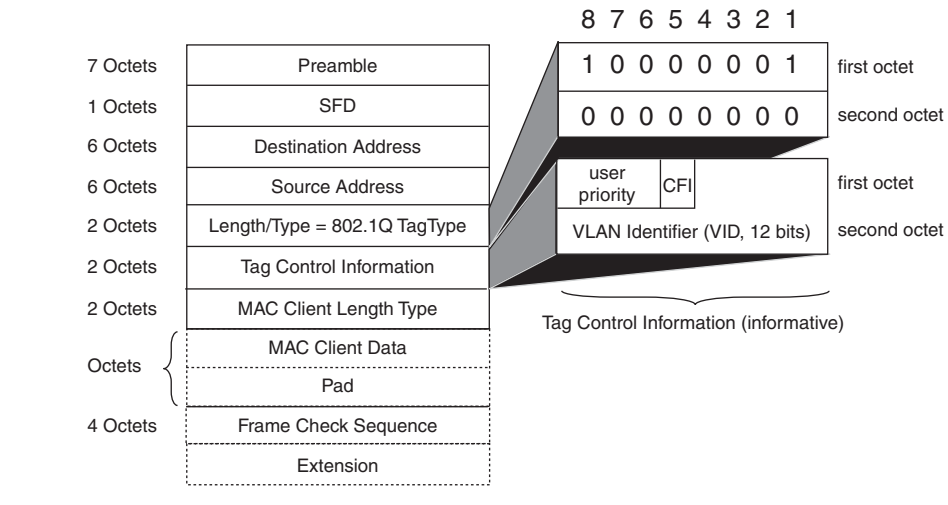 8 7 6 5 4 3 2 1
7 Octets Preamble
1 0 0 0 0 0 0 1 first octet
1 Octets SFD
0 0 0 0 0 0 0 0 second octet
6 Octets Destination Address
6 Octets Source Address
user priority CFI first octet
2 Octets Length/Type = 802.1Q TagType
VLAN Identifier (VID, 12 bits) second octet
2 Octets Tag Control Information
2 Octets MAC Client Length Type
Tag Control Information (informative)
Octets
MAC Client Data
Pad
4 Octets Frame Check Sequence
Extension